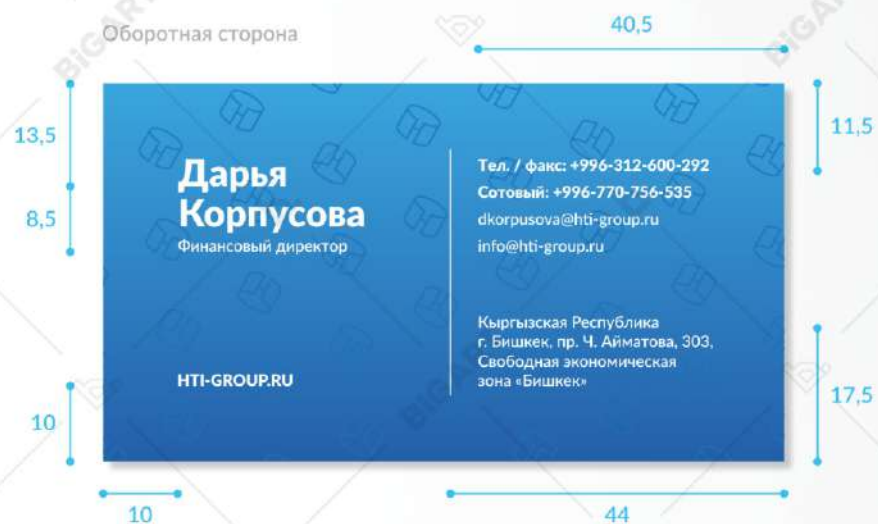 Оборотная сторона
40,5
13,5
8,5
10
11,5
17,5
Дарья
Корпусова
Финансовый директор
HTI-GROUP.RU
Тел. / факс: +996-312-600-292
Сотовый: +996-770-756-535
dkorpusova@hti-group.ru
info@hti-group.ru
Кыргызская Республика
г. Бишкек, пр. Ч. Айматова, 303,
Свободная экономическая
зона «Бишкек»
10
44